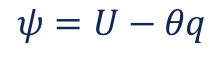 ψ = U − θq